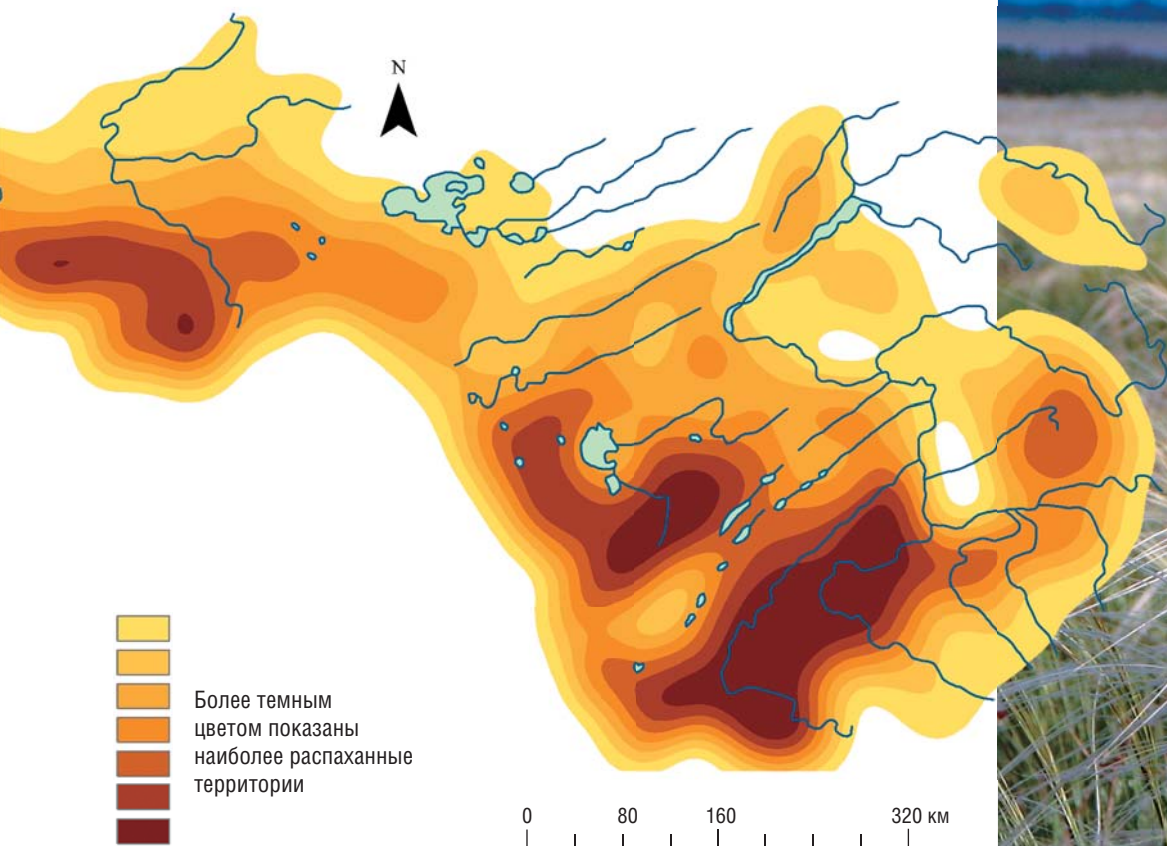 N
Более темным
цветом показаны
наиболее распаханные
территории
0 80 160 320 км